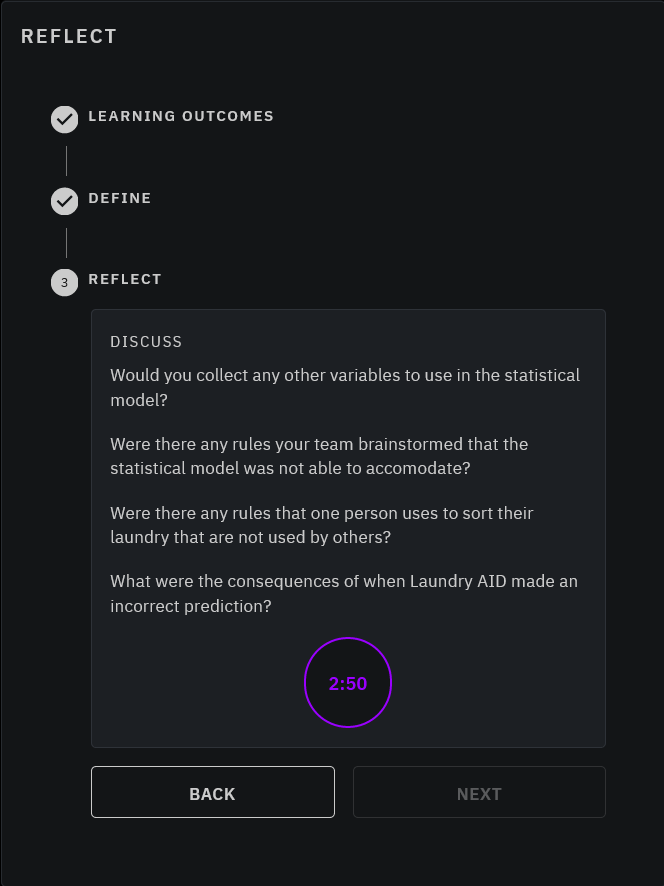 REFLECT
LEARNING OUTCOMES
DEFINE
3 REFLECT
DISCUSS
Would you collect any other variables to use in the statistical
model?
Were there any rules your team brainstormed that the
statistical model was not able to accomodate?
Were there any rules that one person uses to sort their
laundry that are not used by others?
What were the consequences of when Laundry AID made an
incorrect prediction?
2:50
BACK NEXT